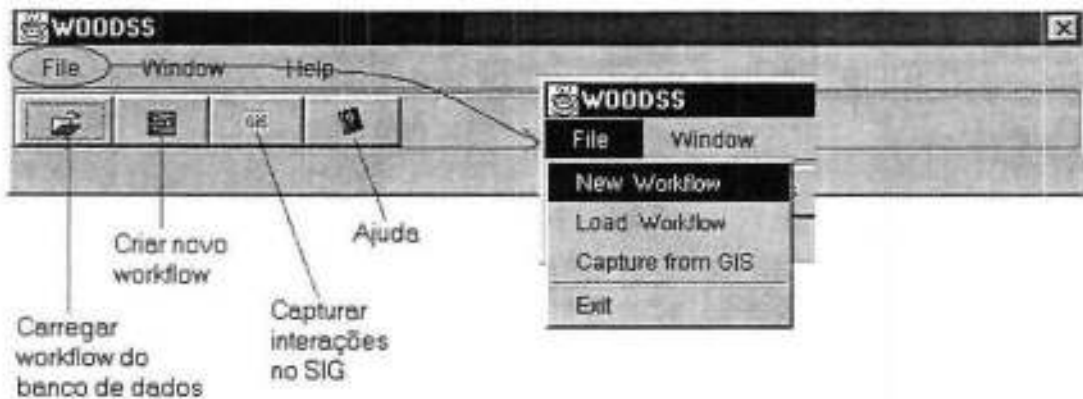 WOODSS
File Window Help
GIS
WOODSS
File Window
New Workflow
Load Workflow
Capture from GIS
Exit
Carregar
workflow do
banco de dados
Criar novo
workflow
Capturar
interações
no SIG
Ajuda